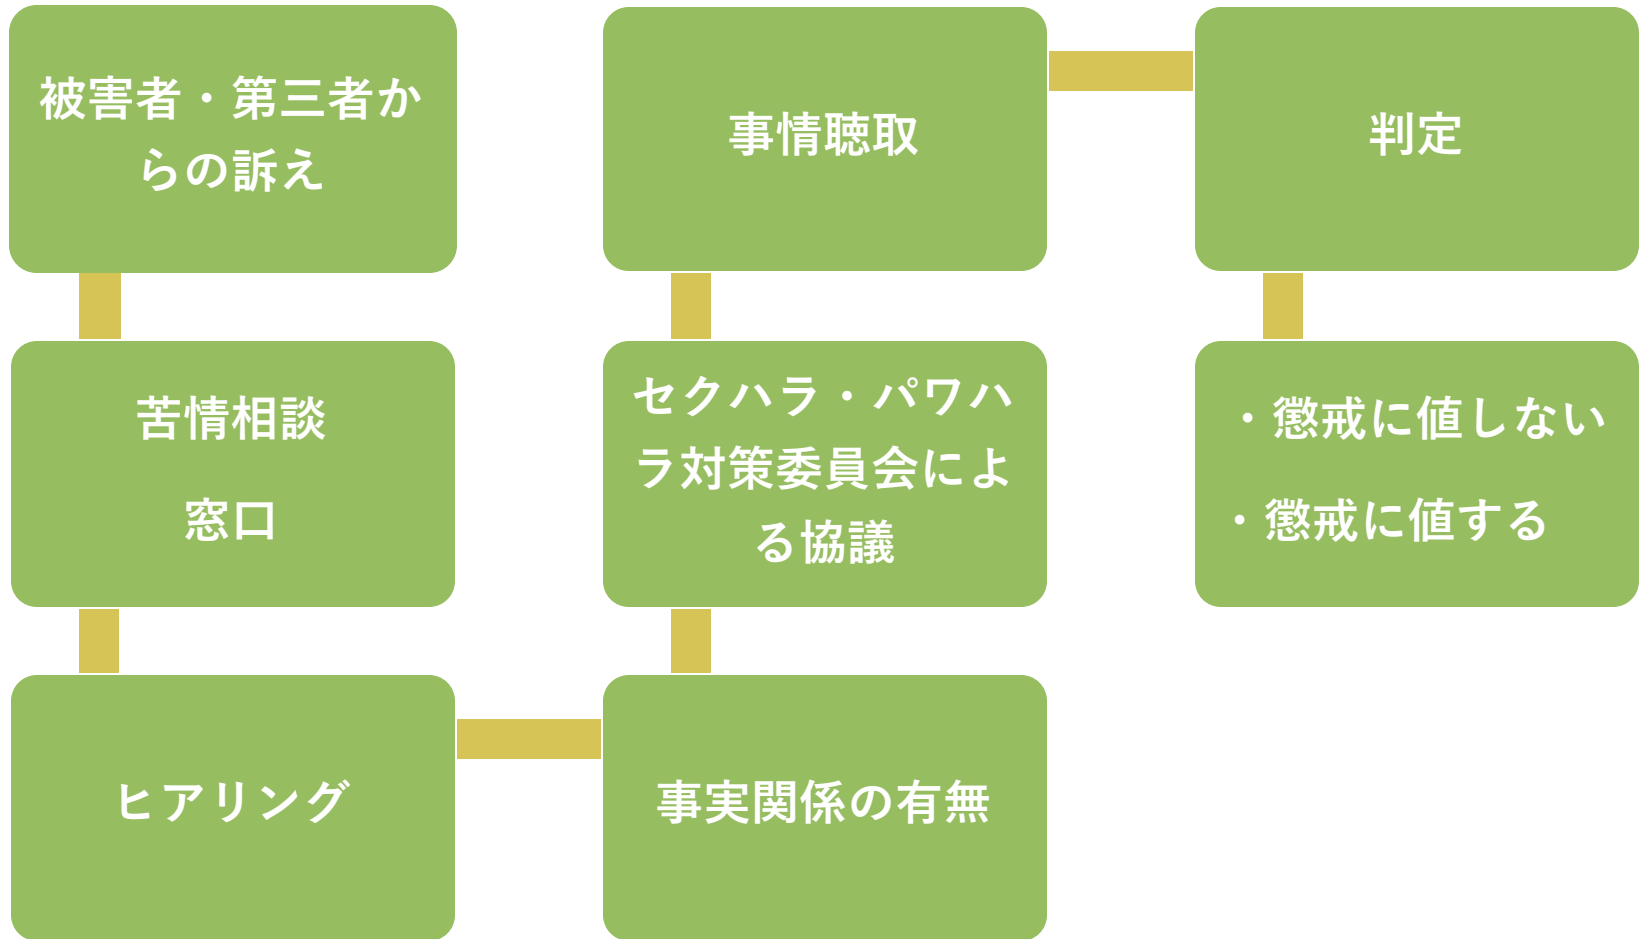 被害者・第三者か
らの訴え
苦情相談
窓口
ヒアリング
事実関係の有無
セクハラ・パワハ
ラ対策委員会によ
る協議
事情聴取
判定
・懲戒に値しない
・懲戒に値する